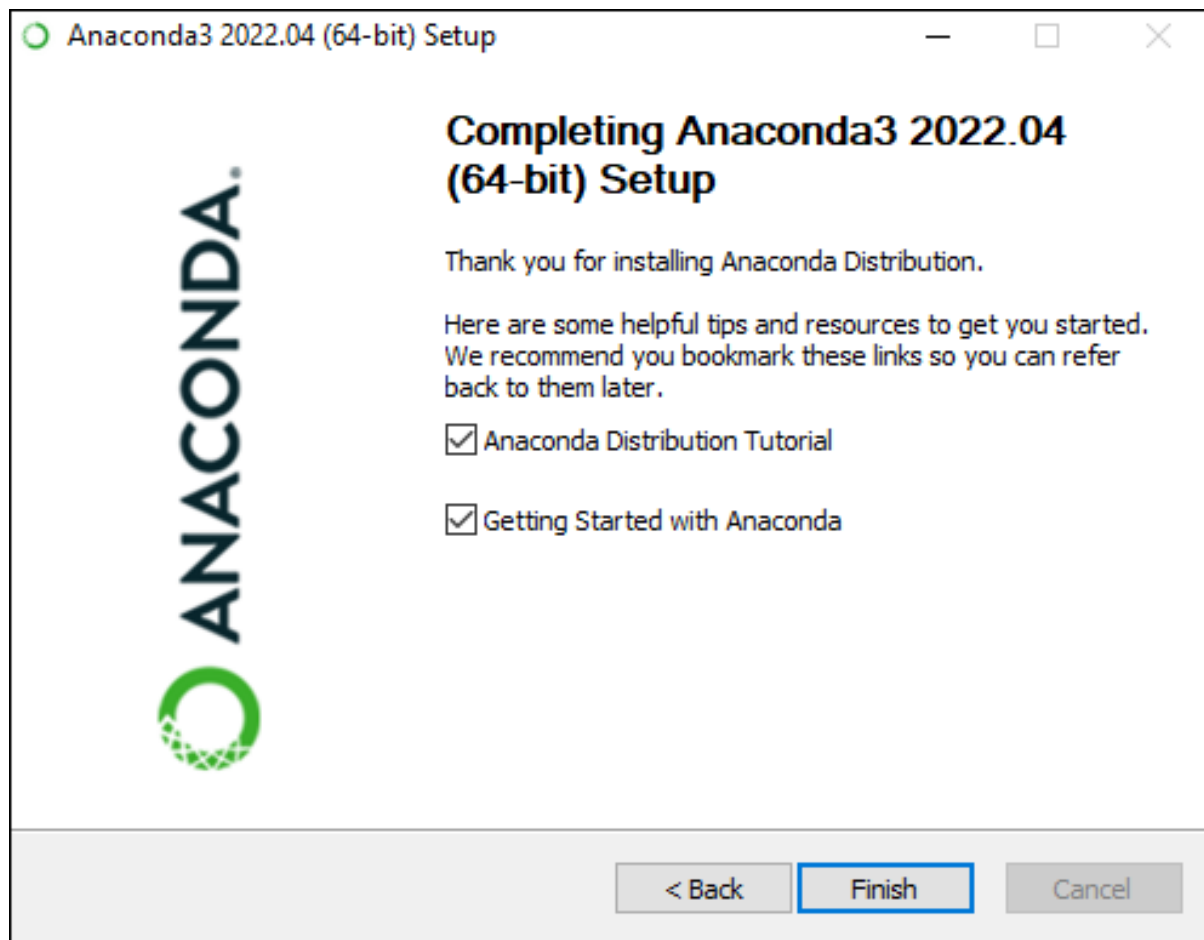 Anaconda3 2022.04 (64-bit) Setup
Completing Anaconda3 2022.04
(64-bit) Setup
Thank you for installing Anaconda Distribution.
Here are some helpful tips and resources to get you started.
We recommend you bookmark these links so you can refer
back to them later.
Anaconda Distribution Tutorial
Getting Started with Anaconda
ANACONDA.
< Back
Finish
Cancel